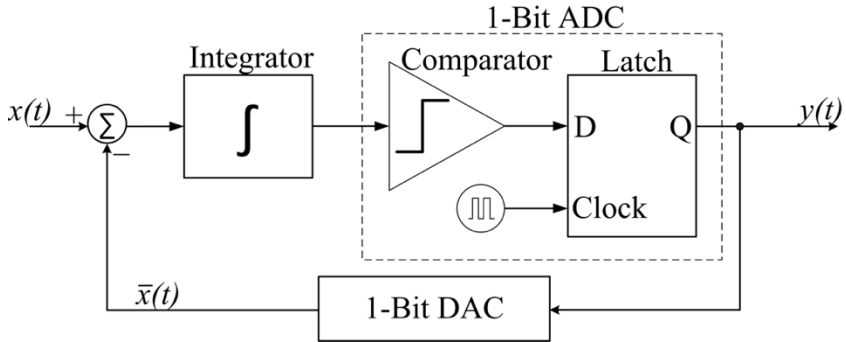 1-Bit ADC
Integrator
Comparator
Latch
x(t)
+
Σ
−
∫
D
Q
y(t)
Clock
x̄(t)
1-Bit DAC